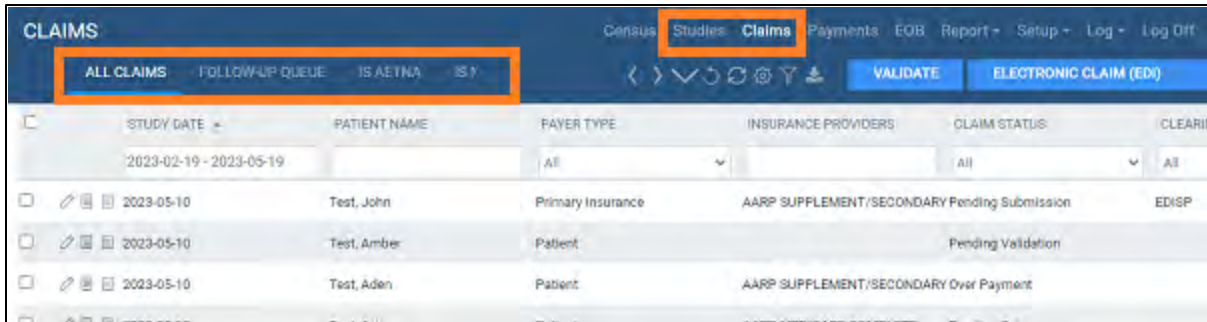 CLAIMS Census Studies Claims Payments EOB Report Setup Log Log Off
ALL CLAIMS FOLLOW-UP QUEUE IS AETNA VALIDATE ELECTRONIC CLAIM (EDI)
STUDY DATE PATIENT NAME PAYER TYPE INSURANCE PROVIDERS CLAIM STATUS
2023-02-19 - 2023-05-19 All All All
2023-05-10 Test, John Primary Insurance AARP SUPPLEMENT/SECONDARY Pending Submission EDISP
2023-05-10 Test, Amber Patient Pending Validation
2023-05-10 Test, Aden Patient AARP SUPPLEMENT/SECONDARY Over Payment